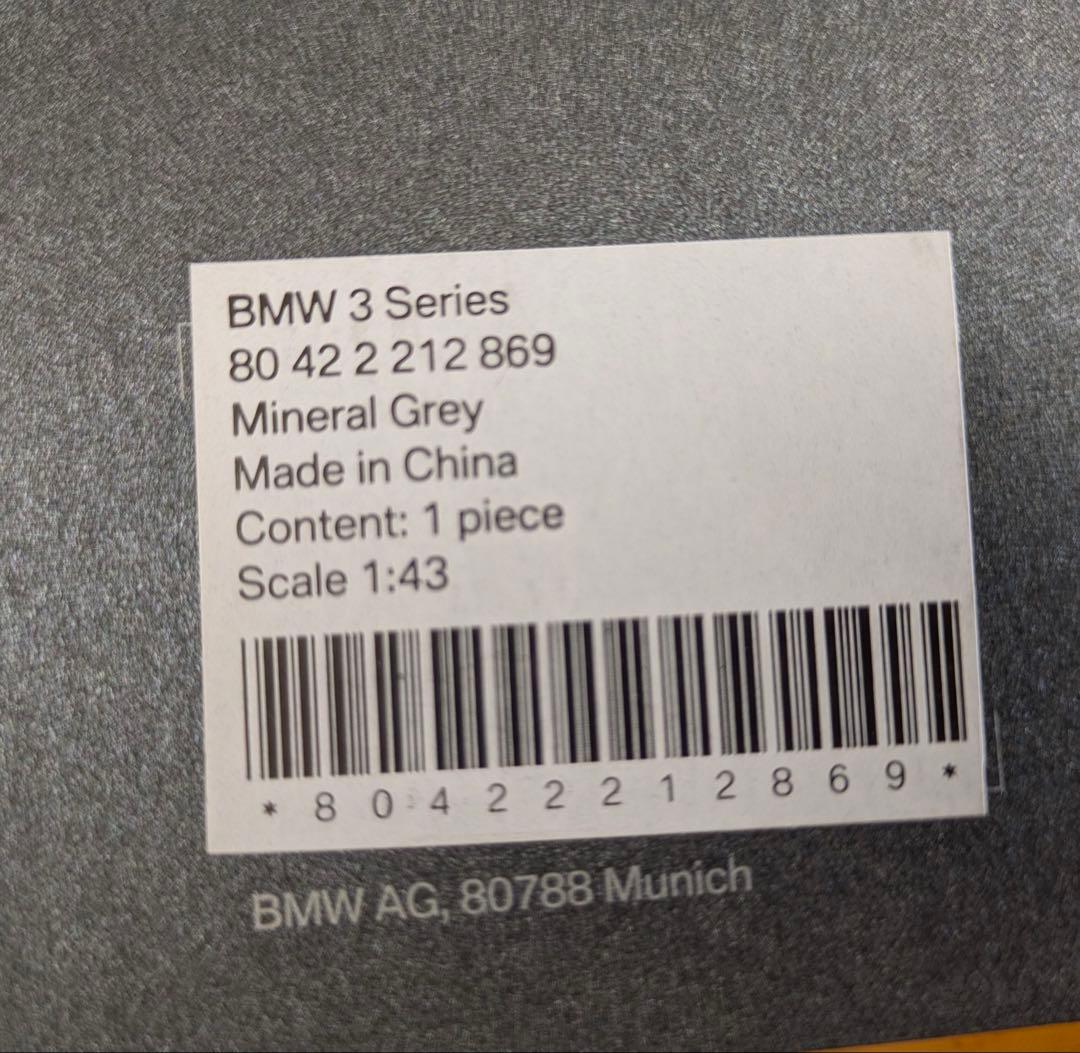 BMW 3 Series
80 42 2 212 869
Mineral Grey
Made in China
Content: 1 piece
Scale 1:43
* 8 0 4 2 2 2 1 2 8 6 9 *
BMW AG, 80788 Munich